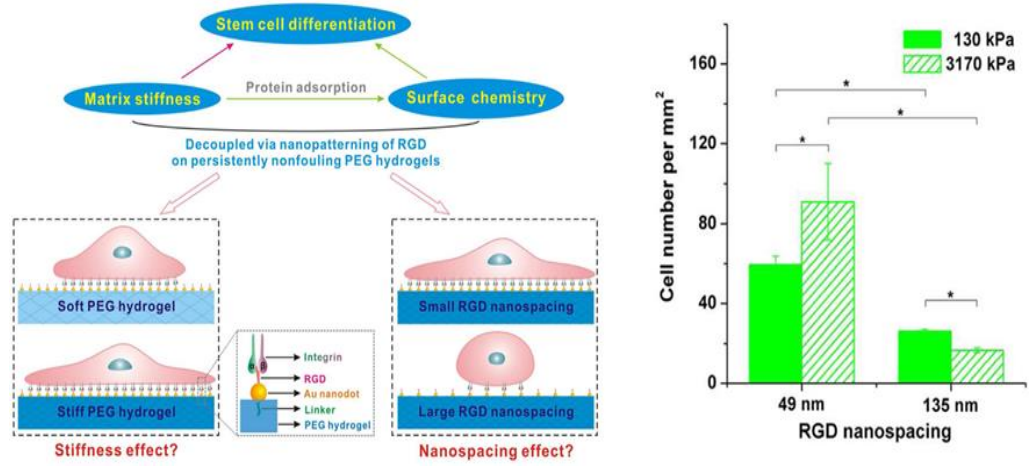 Stem cell differentiation
Matrix stiffness
Protein adsorption
Surface chemistry
Decoupled via nanopatterning of RGD
on persistently nonfouling PEG hydrogels
Soft PEG hydrogel
Stiff PEG hydrogel
Stiffness effect?
Integrin
RGD
Au nanodot
Linker
PEG hydrogel
Small RGD nanospacing
Large RGD nanospacing
Nanospacing effect?
130 kPa
3170 kPa
Cell number per mm²
160
120
80
40
0
*
*
*
*
49 nm
135 nm
RGD nanospacing